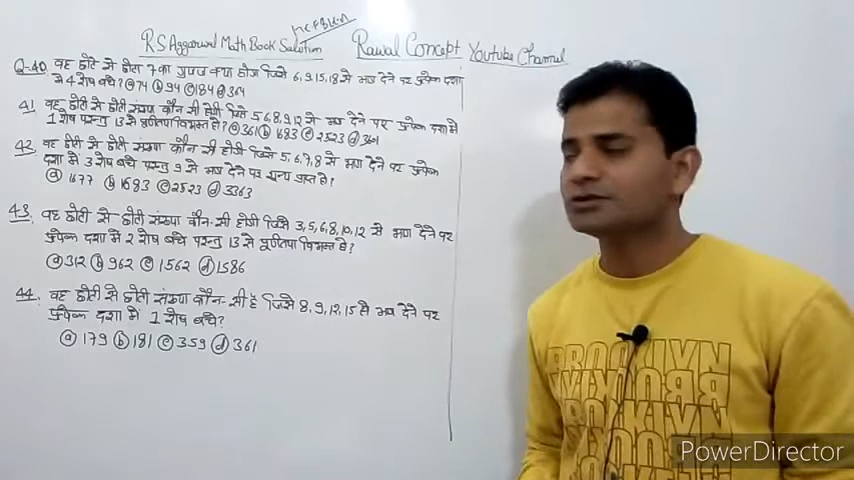 RS Aggarwal Math Book Solution
Rawal Concept Youtube Channel
Q-40 वह छोटे से छोटा 7 का गुणज क्या होगा जिसे 6, 9, 15, 18 से भाग देने पर प्रत्येक दशा
में 4 शेष बचे? (a) 74 (b) 94 (c) 184 (d) 364
41 वह छोटी से छोटी संख्या कौन सी होगी जिसे 5, 6, 8, 9, 12 से भाग देने पर प्रत्येक दशा में
1 शेष परन्तु 13 से पूर्णतया विभक्त हो? (a) 361 (b) 1683 (c) 2523 (d) 3601
42 वह छोटी से छोटी संख्या कौन सी होगी जिसे 5, 6, 7, 8 से भाग देने पर प्रत्येक
दशा में 3 शेष बचे परन्तु 9 से भाग देने पर शून्य प्राप्त हो?
(a) 1677 (b) 1683 (c) 2523 (d) 3363
43. वह छोटी से छोटी संख्या कौन-सी होगी जिसे 3, 5, 6, 8, 10, 12 से भाग देने पर
प्रत्येक दशा में 2 शेष बचे परन्तु 13 से पूर्णतया विभक्त हो?
(a) 312 (b) 962 (c) 1562 (d) 1586
44. वह छोटी से छोटी संख्या कौन-सी है जिसे 8, 9, 12, 15 से भाग देने पर
प्रत्येक दशा में 1 शेष बचे?
(a) 179 (b) 181 (c) 359 (d) 361
BROOKLYN
PowerDirector